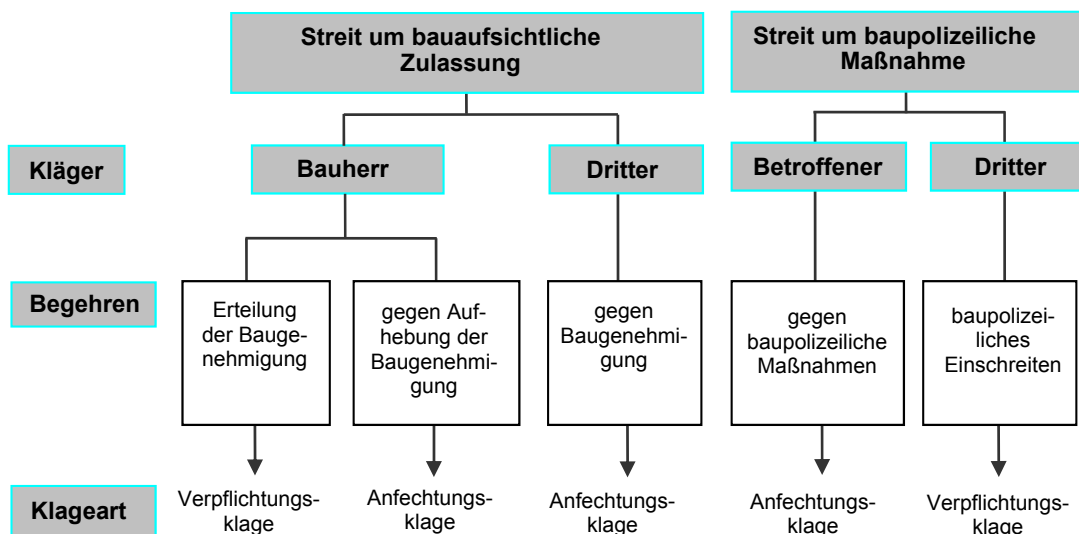 Streit um bauaufsichtliche
Zulassung
Streit um baupolizeiliche
Maßnahme
Kläger
Bauherr
Dritter
Betroffener
Dritter
Begehren
Erteilung
der Bauge-
nehmigung
gegen Auf-
hebung der
Baugenehmi-
gung
gegen
Baugenehmi-
gung
gegen
baupolizeiliche
Maßnahmen
baupolizei-
liches
Einschreiten
Klageart
Verpflichtungs-
klage
Anfechtungs-
klage
Anfechtungs-
klage
Anfechtungs-
klage
Verpflichtungs-
klage